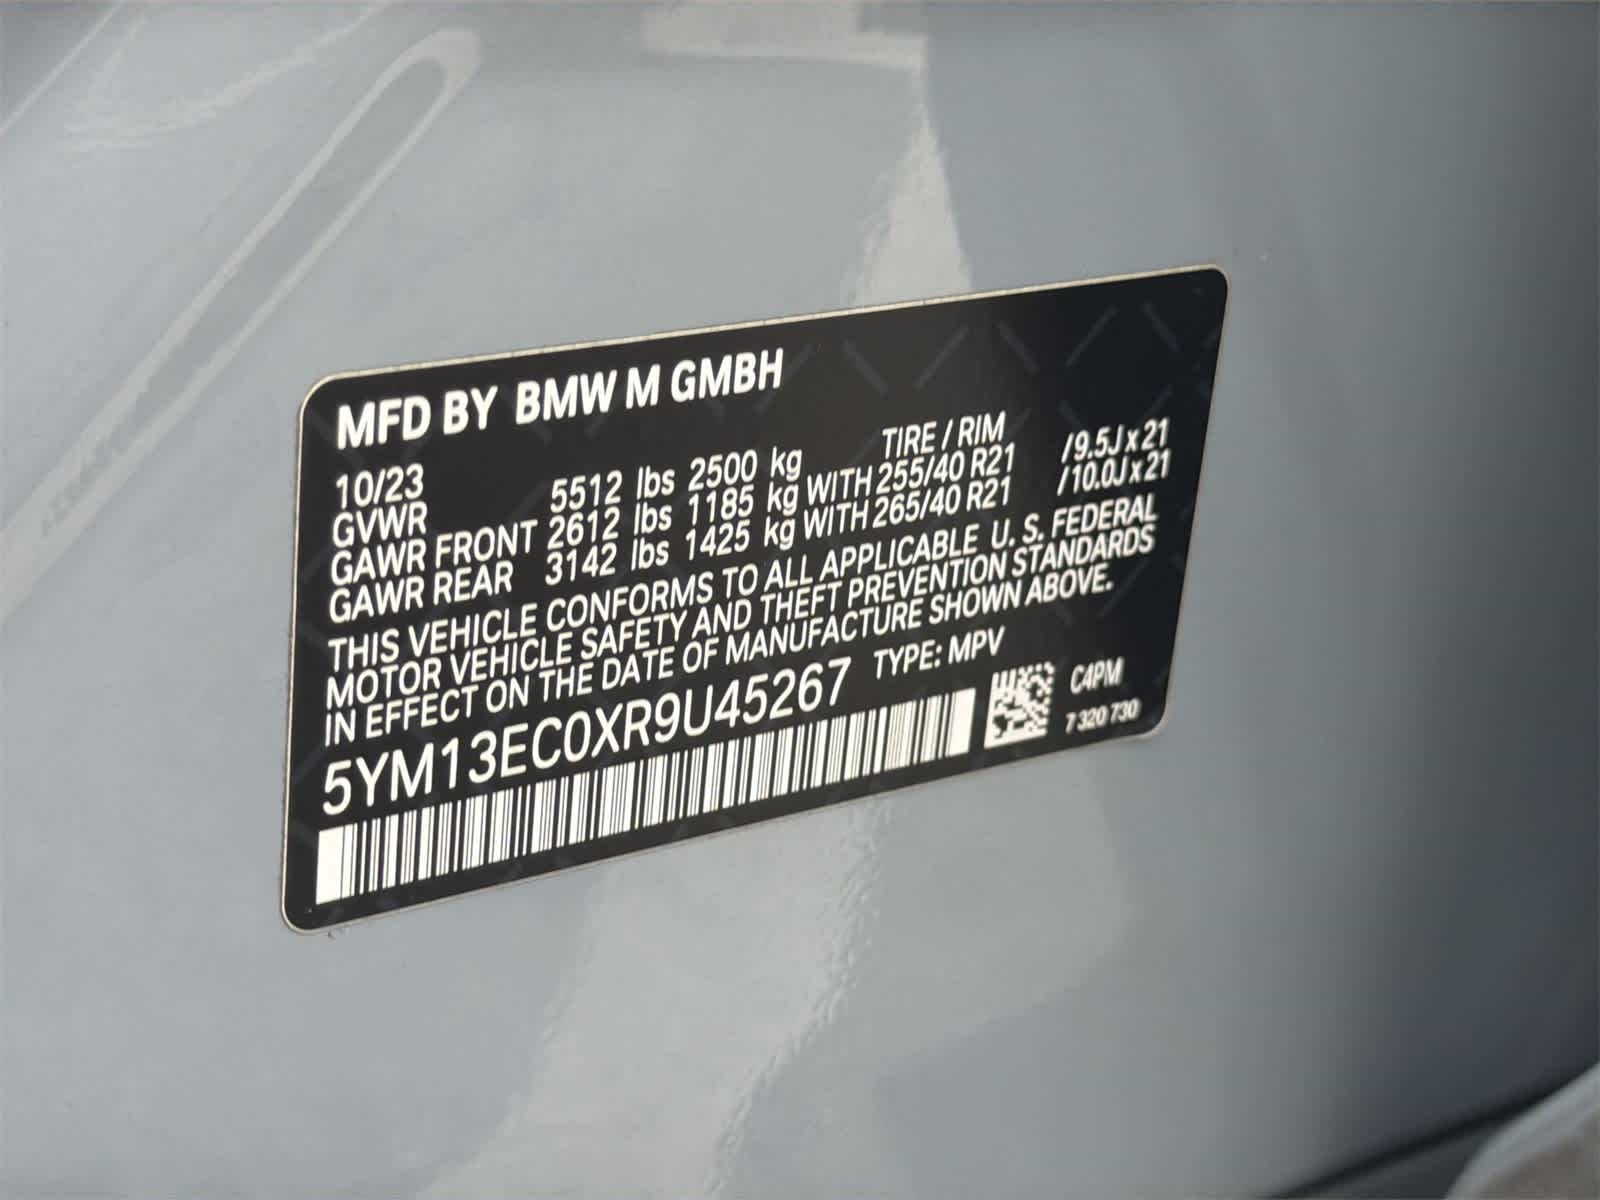 MFD BY BMW M GMBH
TIRE / RIM
10/23
GVWR 5512 lbs 2500 kg
GAWR FRONT 2612 lbs 1185 kg WITH 255/40 R21 /9.5J x 21
GAWR REAR 3142 lbs 1425 kg WITH 265/40 R21 /10.0J x 21
THIS VEHICLE CONFORMS TO ALL APPLICABLE U. S. FEDERAL
MOTOR VEHICLE SAFETY AND THEFT PREVENTION STANDARDS
IN EFFECT ON THE DATE OF MANUFACTURE SHOWN ABOVE.
5YM13EC0XR9U45267 TYPE: MPV
C4PM
7 320 730